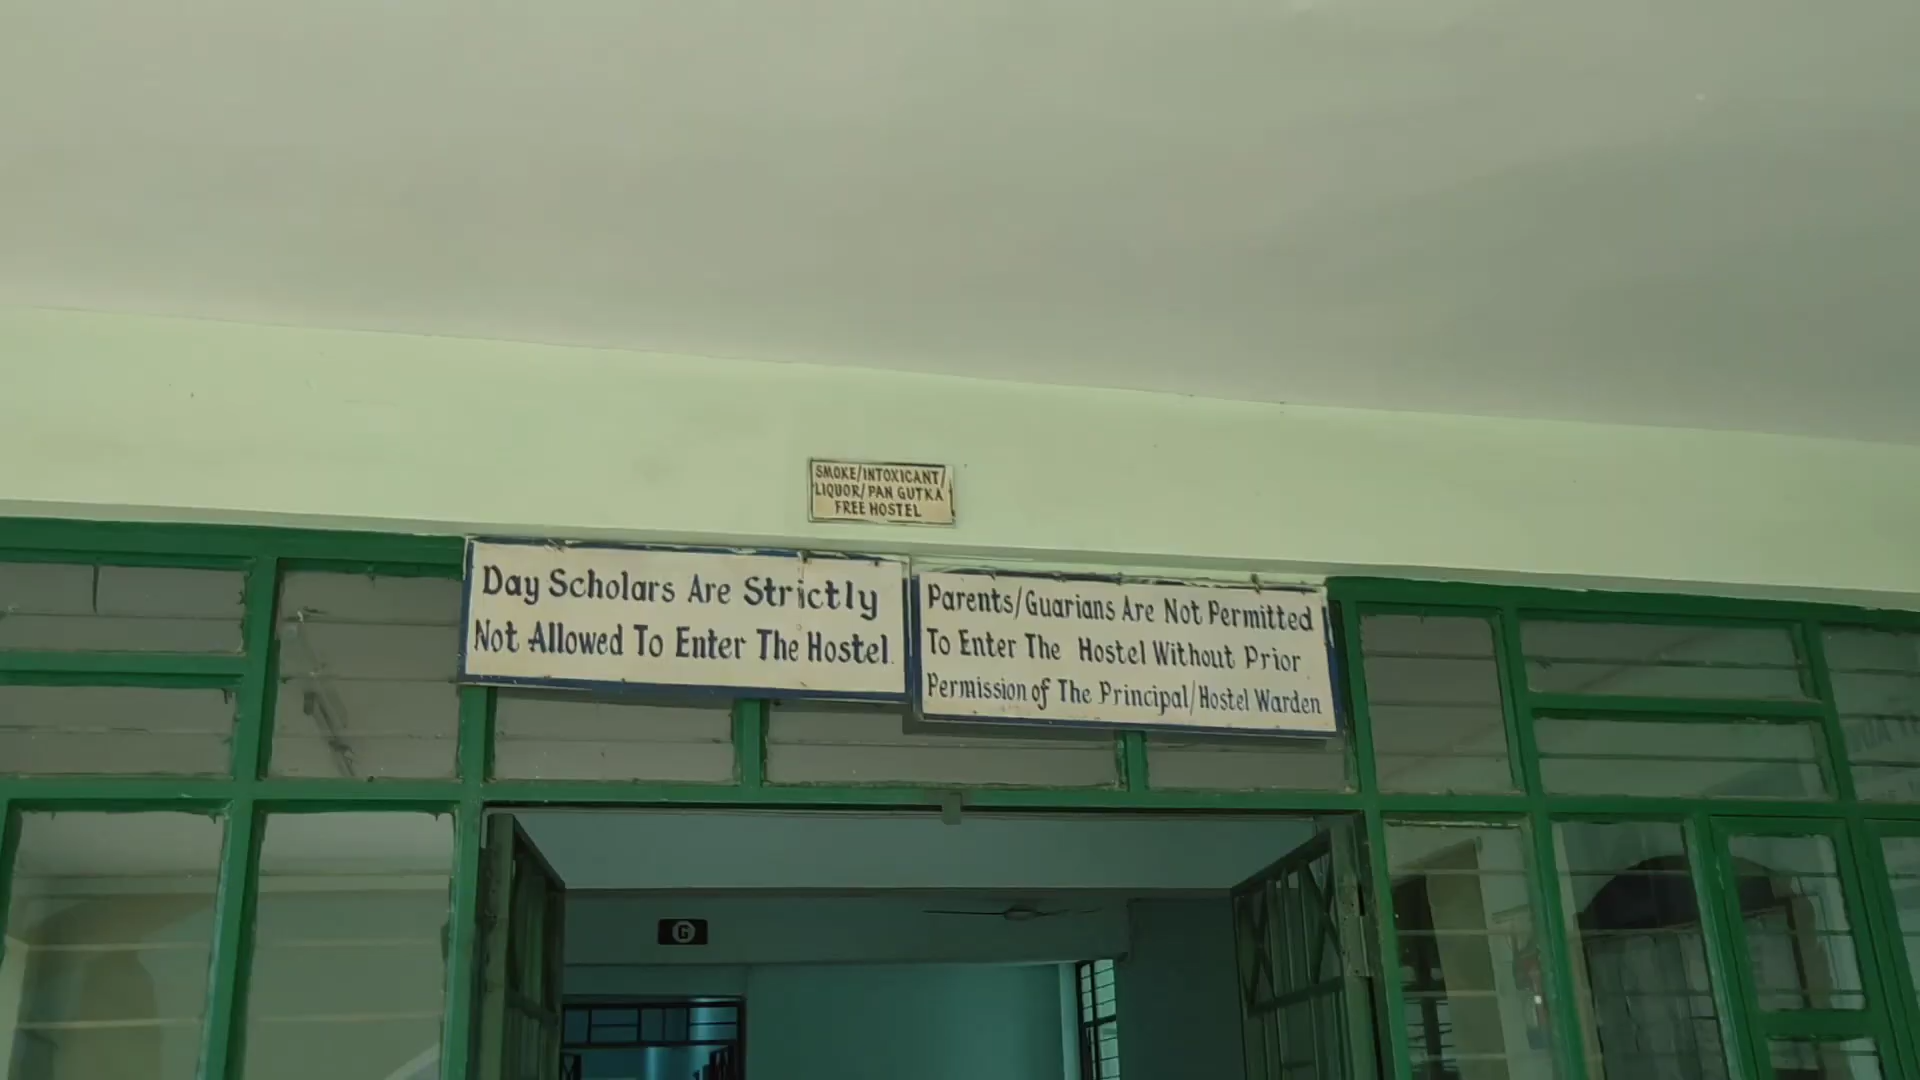 SMOKE/INTOXICANT/
LIQUOR/PAN GUTKA
FREE HOSTEL
Day Scholars Are Strictly
Not Allowed To Enter The Hostel.
Parents/Guarians Are Not Permitted
To Enter The Hostel Without Prior
Permission of The Principal/Hostel Warden
G